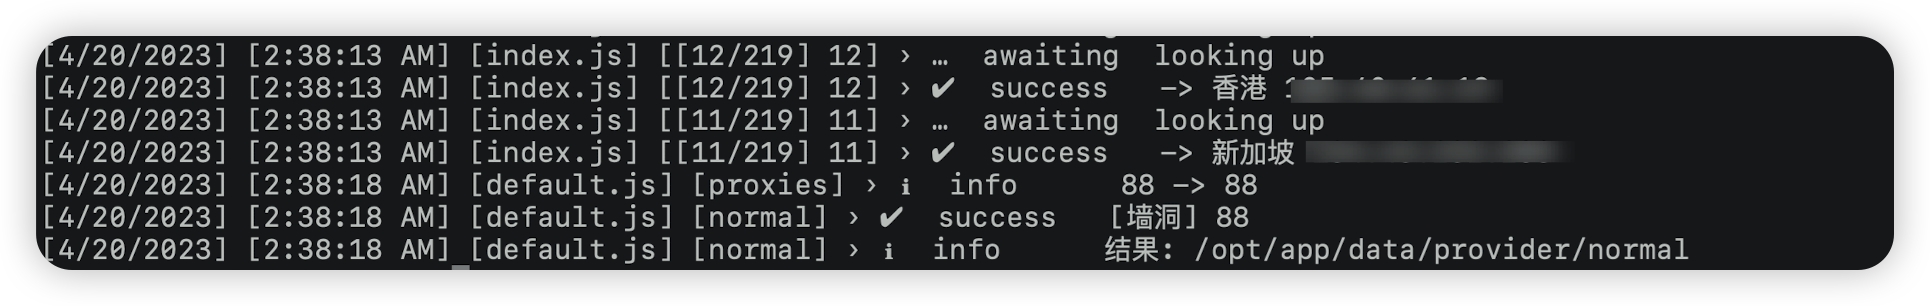 [4/20/2023] [2:38:13 AM] [index.js] [[12/219] 12] › … awaiting looking up
[4/20/2023] [2:38:13 AM] [index.js] [[12/219] 12] › ✔ success -> 香港
[4/20/2023] [2:38:13 AM] [index.js] [[11/219] 11] › … awaiting looking up
[4/20/2023] [2:38:13 AM] [index.js] [[11/219] 11] › ✔ success -> 新加坡
[4/20/2023] [2:38:18 AM] [default.js] [proxies] › ℹ info 88 -> 88
[4/20/2023] [2:38:18 AM] [default.js] [normal] › ✔ success [墙洞] 88
[4/20/2023] [2:38:18 AM] [default.js] [normal] › ℹ info 结果: /opt/app/data/provider/normal